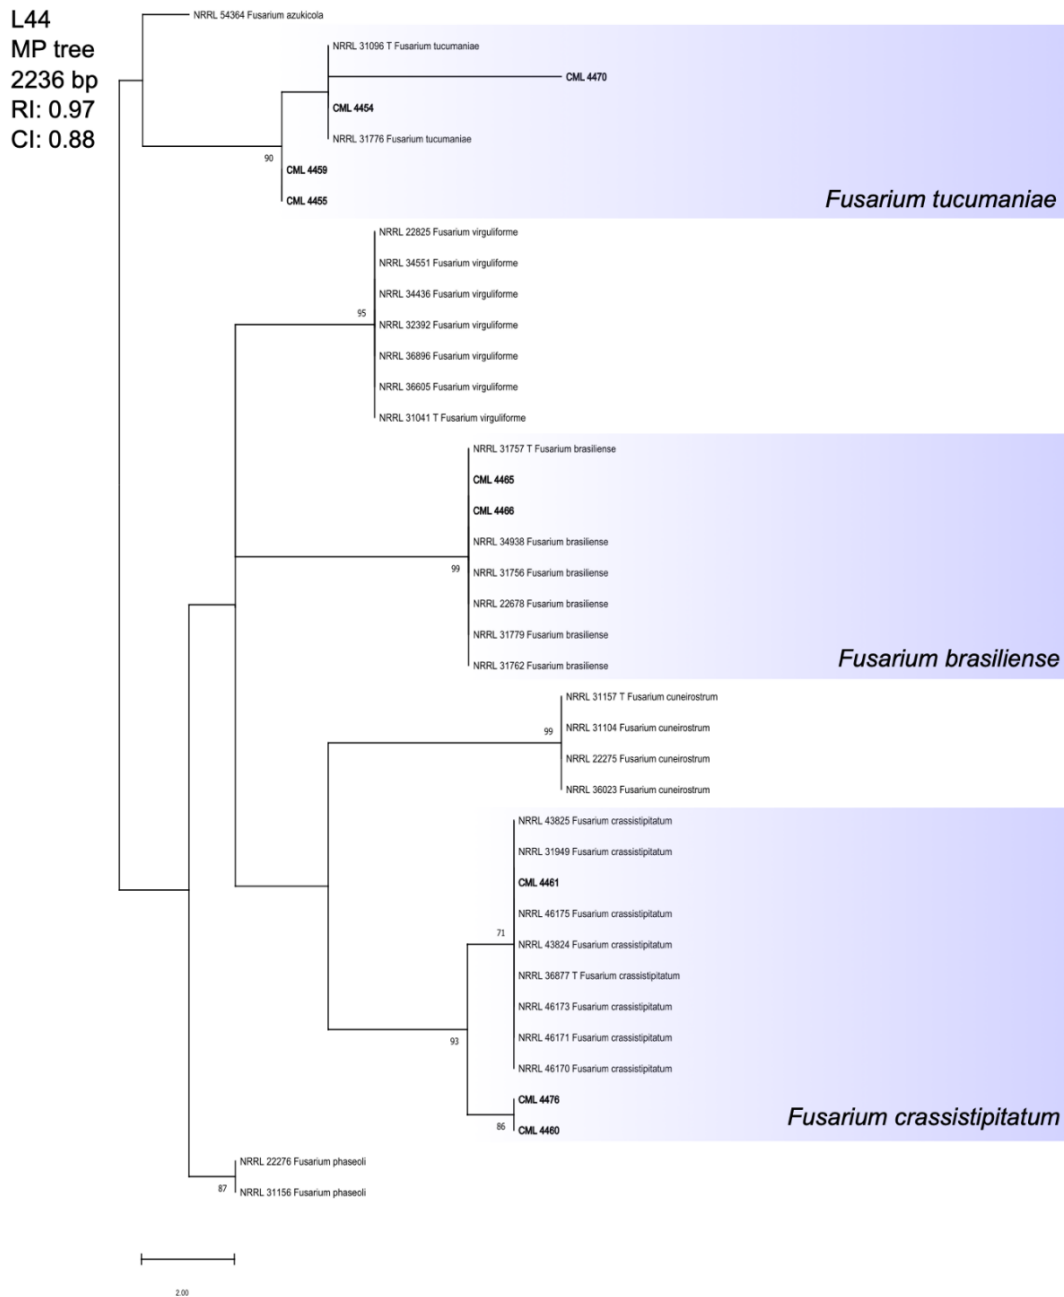 L44
MP tree
2236 bp
RI: 0.97
CI: 0.88
NRRL 54364 Fusarium azukicola
NRRL 31096 T Fusarium tucumaniae
CML 4470
CML 4454
NRRL 31776 Fusarium tucumaniae
90
CML 4459
CML 4455
Fusarium tucumaniae
NRRL 22825 Fusarium virguliforme
NRRL 34551 Fusarium virguliforme
NRRL 34436 Fusarium virguliforme
95
NRRL 32392 Fusarium virguliforme
NRRL 36896 Fusarium virguliforme
NRRL 36605 Fusarium virguliforme
NRRL 31041 T Fusarium virguliforme
NRRL 31757 T Fusarium brasiliense
CML 4465
CML 4466
NRRL 34938 Fusarium brasiliense
99
NRRL 31756 Fusarium brasiliense
NRRL 22678 Fusarium brasiliense
NRRL 31779 Fusarium brasiliense
NRRL 31762 Fusarium brasiliense
Fusarium brasiliense
NRRL 31157 T Fusarium cuneirostrum
NRRL 31104 Fusarium cuneirostrum
99
NRRL 22275 Fusarium cuneirostrum
NRRL 36023 Fusarium cuneirostrum
NRRL 43825 Fusarium crassistipitatum
NRRL 31949 Fusarium crassistipitatum
CML 4461
NRRL 46175 Fusarium crassistipitatum
71
NRRL 43824 Fusarium crassistipitatum
NRRL 36877 T Fusarium crassistipitatum
NRRL 46173 Fusarium crassistipitatum
NRRL 46171 Fusarium crassistipitatum
93
NRRL 46170 Fusarium crassistipitatum
CML 4476
86
CML 4460
Fusarium crassistipitatum
NRRL 22276 Fusarium phaseoli
87
NRRL 31156 Fusarium phaseoli
2.00